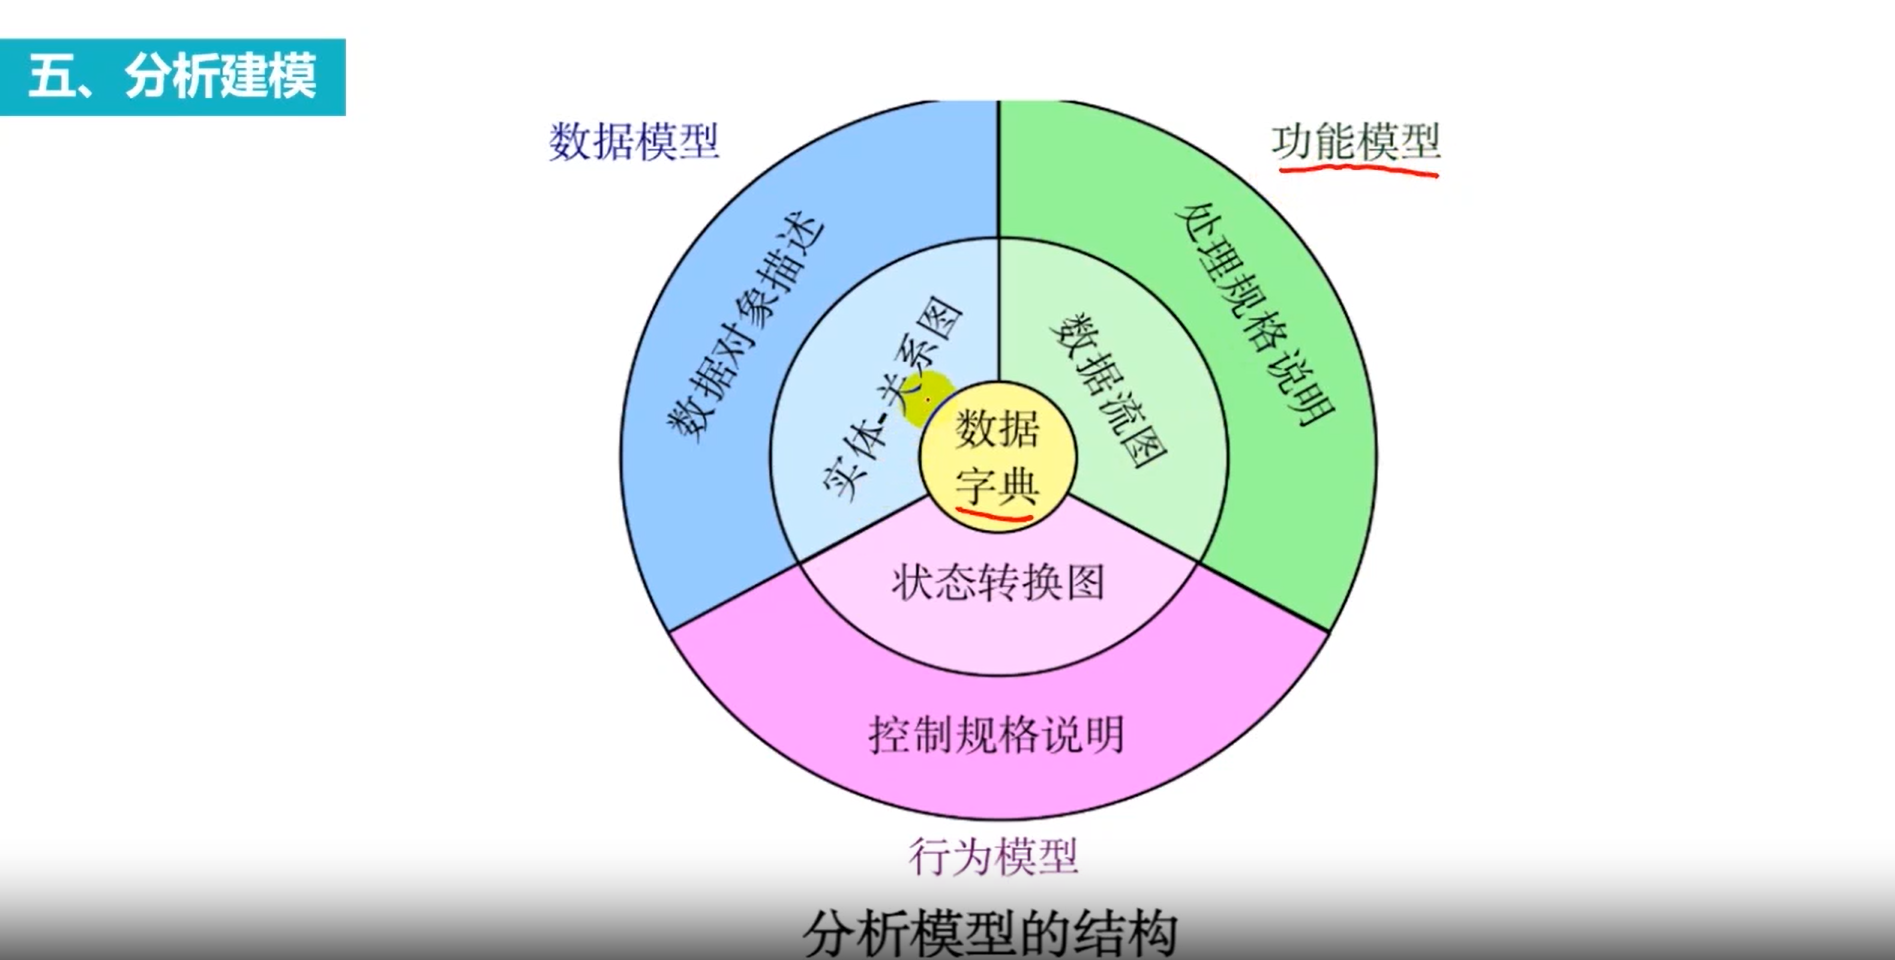 五、分析建模
数据模型
功能模型
数据对象描述
处理规格说明
实体-关系图
数据流图
数据
字典
状态转换图
控制规格说明
行为模型
分析模型的结构